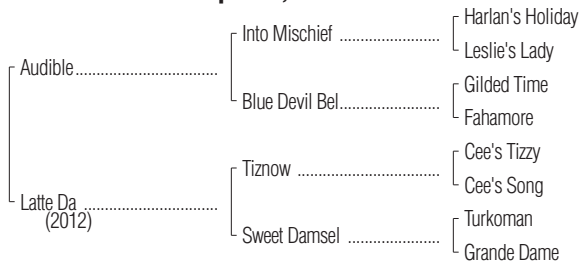 Harlan's Holiday
Into Mischief
Leslie's Lady
Audible
Gilded Time
Blue Devil Bel
Fahamore
Cee's Tizzy
Tiznow
Cee's Song
Latte Da
(2012)
Turkoman
Sweet Damsel
Grande Dame